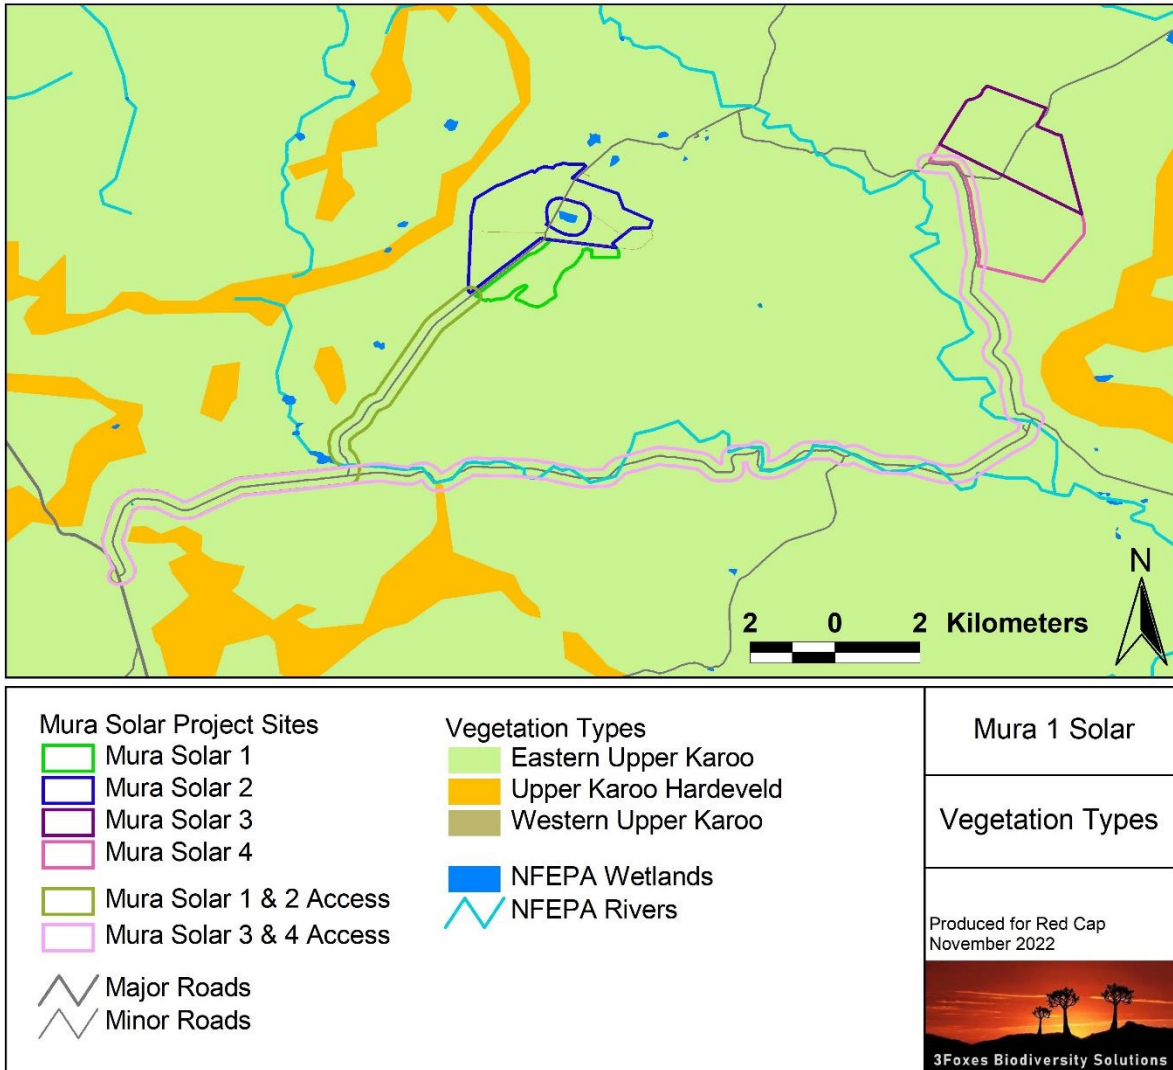 N
2 0 2 Kilometers
Mura Solar Project Sites
Mura Solar 1
Mura Solar 2
Mura Solar 3
Mura Solar 4
Mura Solar 1 & 2 Access
Mura Solar 3 & 4 Access
Major Roads
Minor Roads
Vegetation Types
Eastern Upper Karoo
Upper Karoo Hardeveld
Western Upper Karoo
NFEPA Wetlands
NFEPA Rivers
Mura 1 Solar
Vegetation Types
Produced for Red Cap
November 2022
3Foxes Biodiversity Solutions